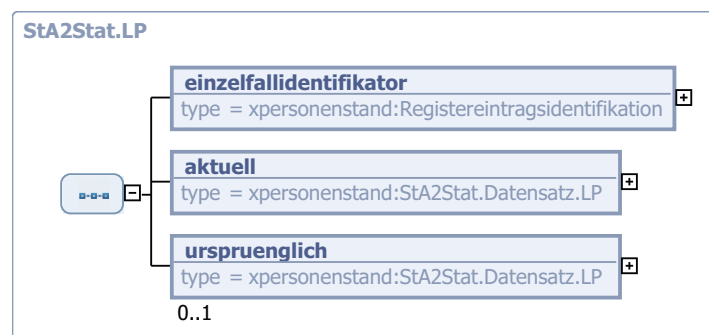 StA2Stat.LP
einzelfallidentifikator
type = xpersonenstand:Registereintragsidentifikation
aktuell
type = xpersonenstand:StA2Stat.Datensatz.LP
urspruenglich
type = xpersonenstand:StA2Stat.Datensatz.LP
0..1